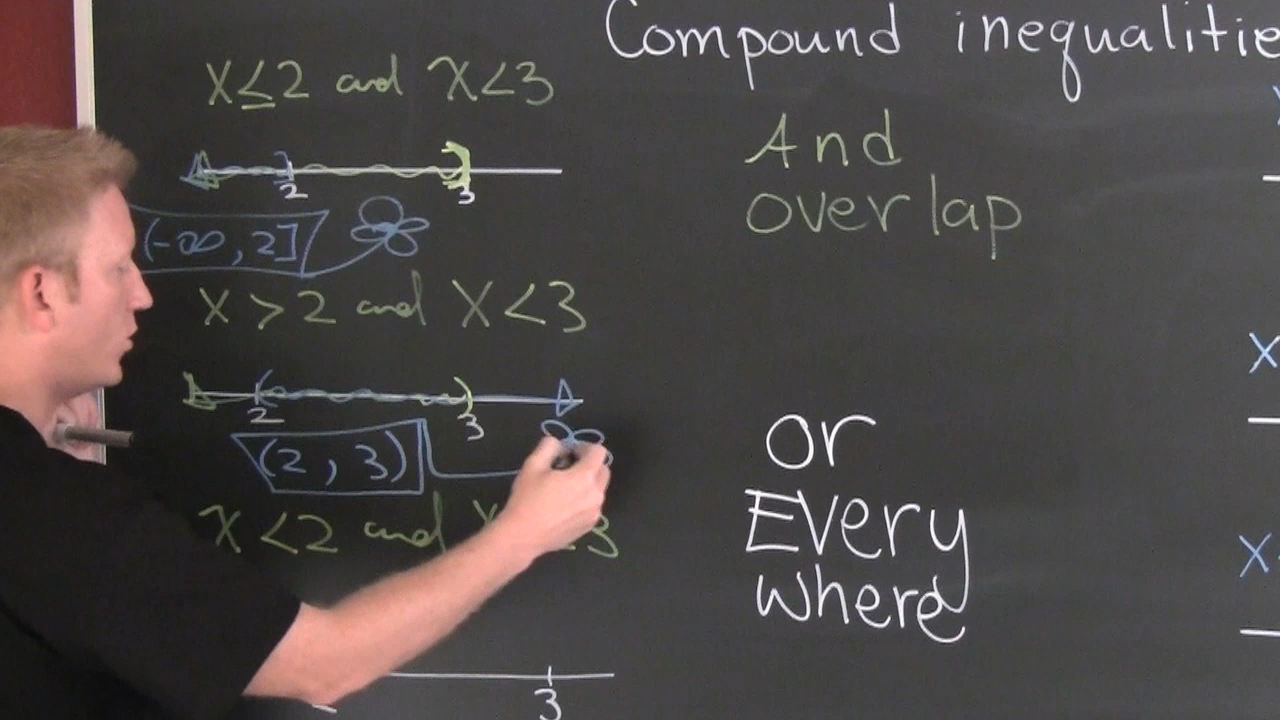 Compound inequalitie
x≤2 and x<3
2 3
(-∞, 2]
x>2 and x<3
2 3
(2, 3)
x<2 and
3
3
And
overlap
or
Every
where
x
x